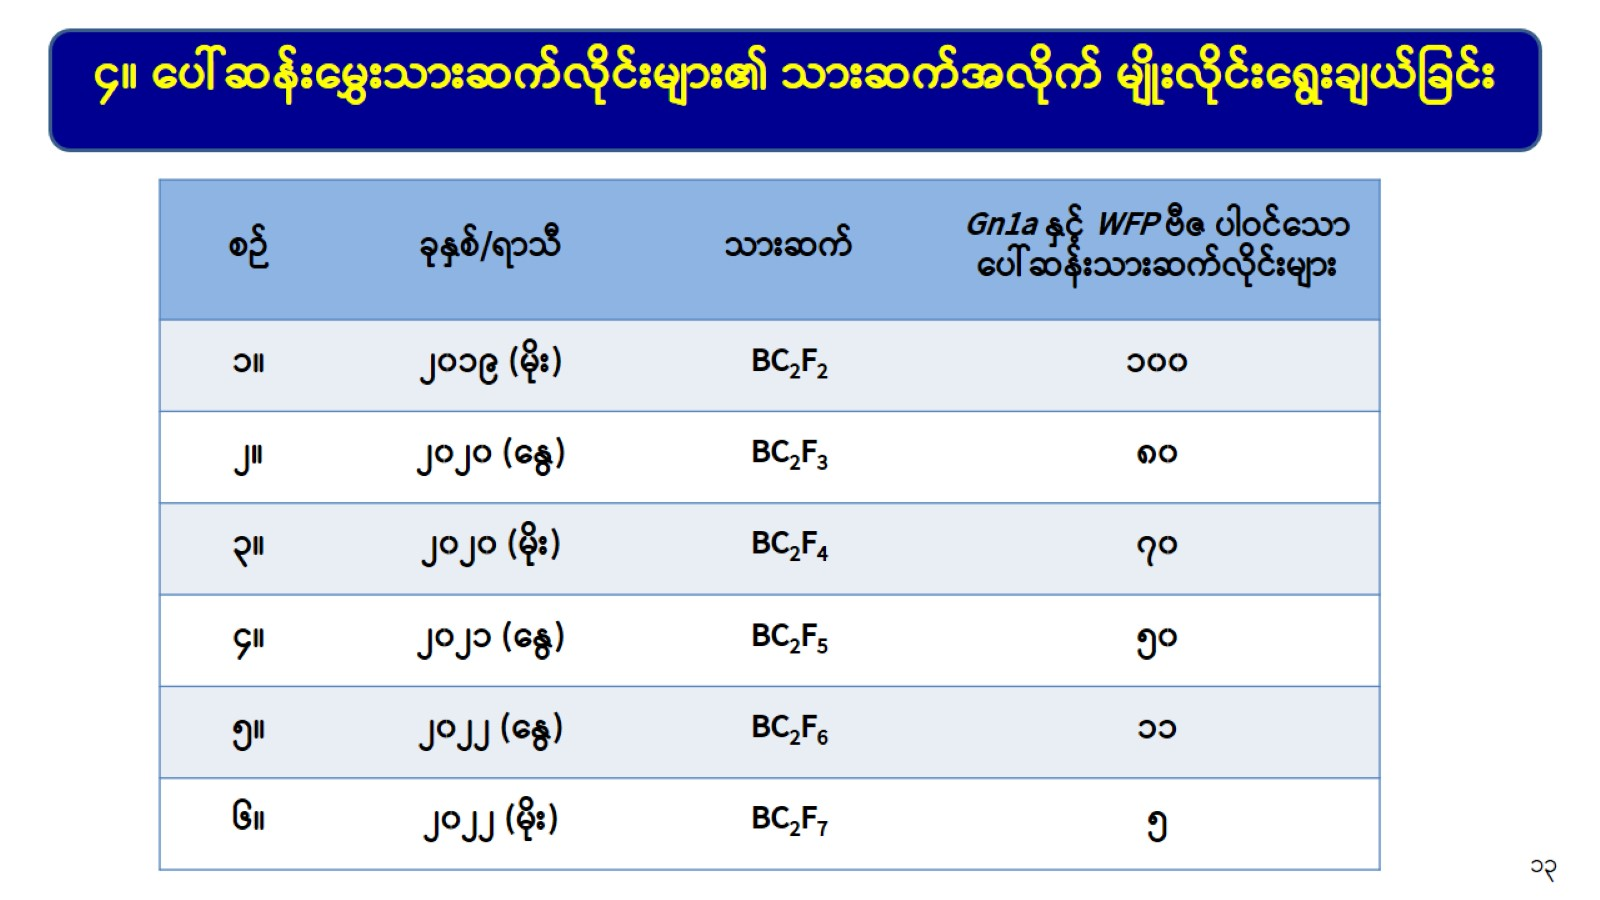 ၄။ ပေါ်ဆန်းမွှေးသားဆက်လိုင်းများ၏ သားဆက်အလိုက် မျိုးလိုင်းရွေးချယ်ခြင်း
စဉ် ခုနှစ်/ရာသီ သားဆက် Gn1a နှင့် WFP ဗီဇ ပါဝင်သော
ပေါ်ဆန်းသားဆက်လိုင်းများ
၁။ ၂၀၁၉ (မိုး) BC₂F₂ ၁၀၀
၂။ ၂၀၂၀ (နွေ) BC₂F₃ ၈၀
၃။ ၂၀၂၀ (မိုး) BC₂F₄ ၇၀
၄။ ၂၀၂၁ (နွေ) BC₂F₅ ၅၀
၅။ ၂၀၂၂ (နွေ) BC₂F₆ ၁၁
၆။ ၂၀၂၂ (မိုး) BC₂F₇ ၅
၁၃